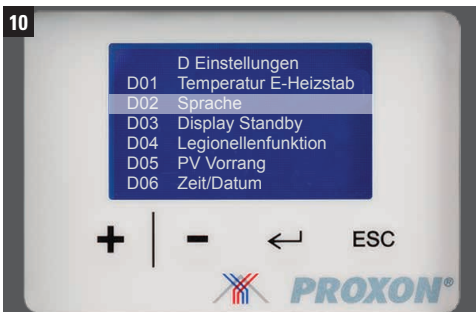 10
D Einstellungen
D01 Temperatur E-Heizstab
D02 Sprache
D03 Display Standby
D04 Legionellenfunktion
D05 PV Vorrang
D06 Zeit/Datum
+ | - ↵ ESC
PROXON®